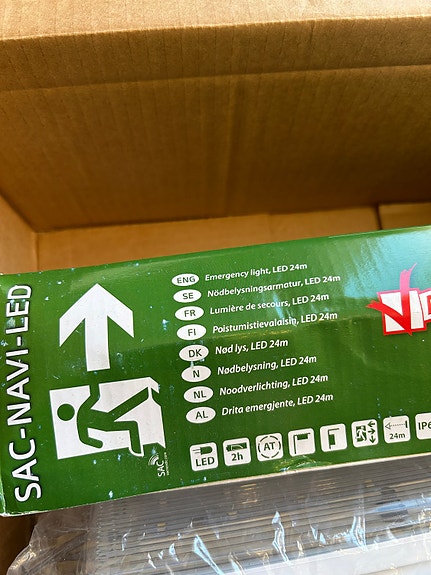 SAC-NAVI-LED
ENG Emergency light, LED 24m
SE Nödbelysningsarmatur, LED 24m
FR Lumière de secours, LED 24m
FI Poistumistievalaisin, LED 24m
DK Nød lys, LED 24m
N Nødbelysning, LED 24m
NL Noodverlichting, LED 24m
AL Drita emergjente, LED 24m
SAC
LED
2h
AT
24m